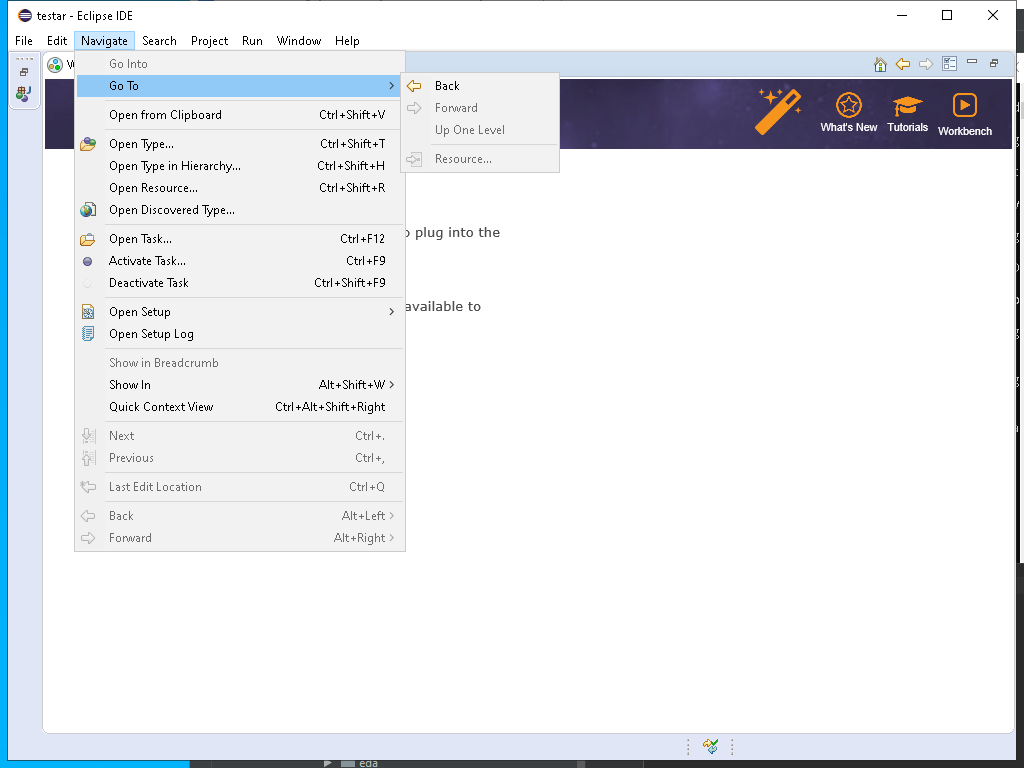 testar - Eclipse IDE
File Edit Navigate Search Project Run Window Help
Go Into
Go To
Back
Forward
Up One Level
Resource...
Open from Clipboard Ctrl+Shift+V
Open Type... Ctrl+Shift+T
Open Type in Hierarchy... Ctrl+Shift+H
Open Resource... Ctrl+Shift+R
Open Discovered Type...
Open Task... Ctrl+F12
Activate Task... Ctrl+F9
Deactivate Task Ctrl+Shift+F9
Open Setup
Open Setup Log
Show in Breadcrumb
Show In Alt+Shift+W
Quick Context View Ctrl+Alt+Shift+Right
Next Ctrl+.
Previous Ctrl+,
Last Edit Location Ctrl+Q
Back Alt+Left
Forward Alt+Right
What's New Tutorials Workbench
plug into the
available to
eda